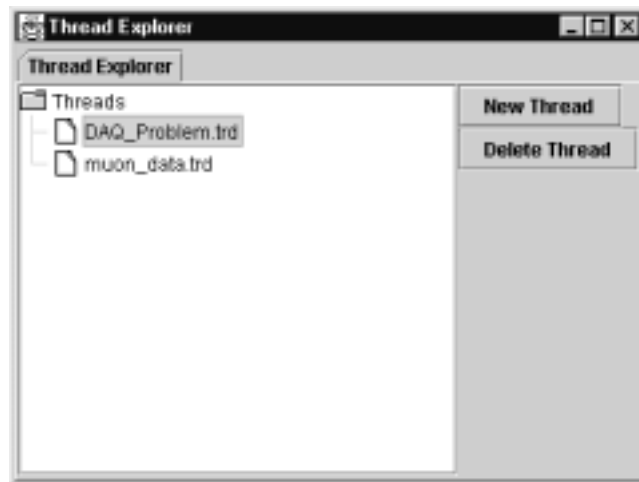 Thread Explorer
Thread Explorer
Threads
DAQ_Problem.trd
muon_data.trd
New Thread
Delete Thread